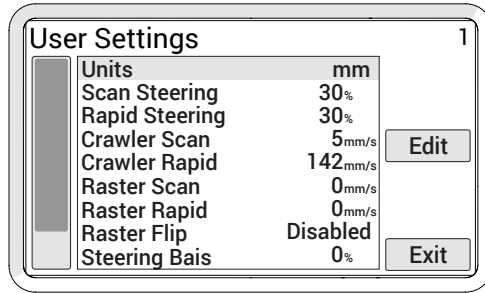 User Settings 1
Units mm
Scan Steering 30%
Rapid Steering 30%
Crawler Scan 5mm/s
Crawler Rapid 142mm/s
Raster Scan 0mm/s
Raster Rapid 0mm/s
Raster Flip Disabled
Steering Bais 0%
Edit
Exit